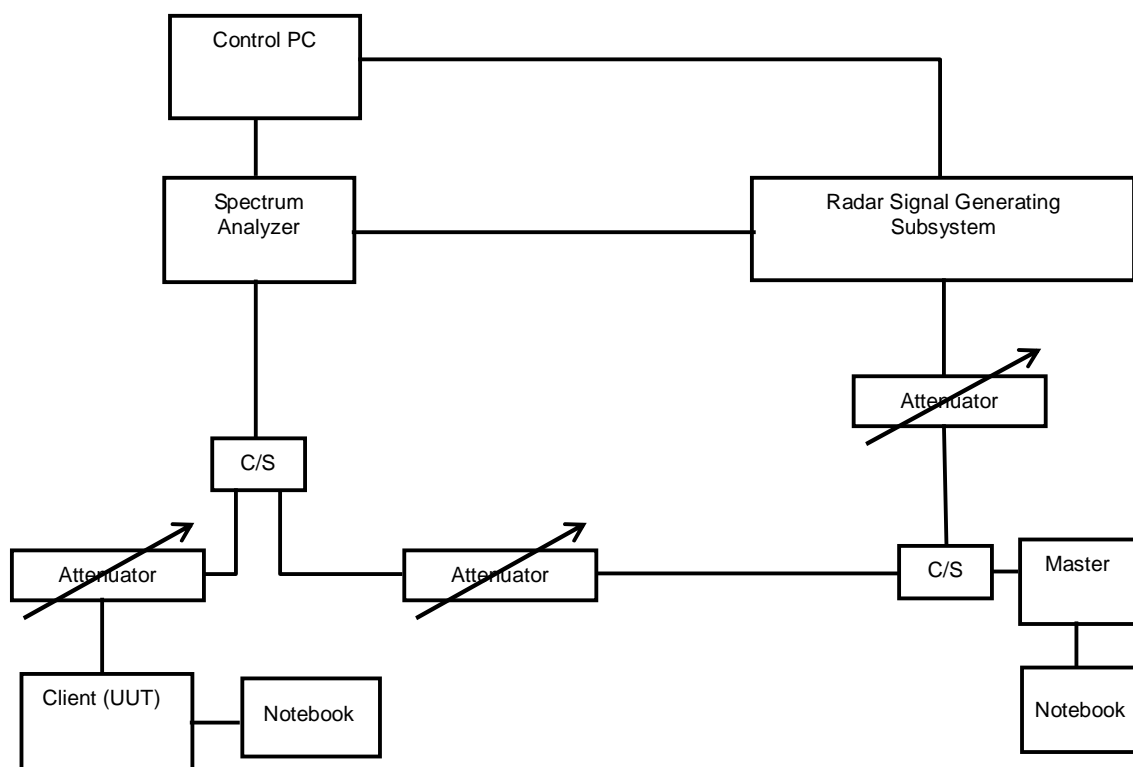 Control PC
Spectrum
Analyzer
Radar Signal Generating
Subsystem
Attenuator
C/S
Attenuator
Attenuator
C/S
Master
Client (UUT)
Notebook
Notebook